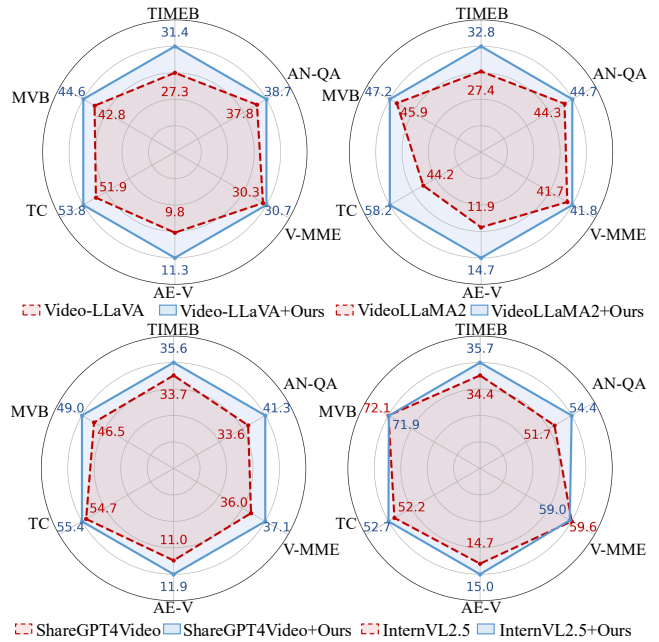 TIMEB
31.4
AN-QA
38.7
37.8
27.3
MVB
44.6
42.8
TC
53.8
51.9
30.3
30.7
V-MME
9.8
11.3
AE-V
Video-LLaVA Video-LLaVA+Ours
TIMEB
32.8
AN-QA
44.7
44.3
27.4
MVB
47.2
45.9
TC
58.2
44.2
41.7
41.8
V-MME
11.9
14.7
AE-V
VideoLLaMA2 VideoLLaMA2+Ours
TIMEB
35.6
AN-QA
41.3
33.6
33.7
MVB
49.0
46.5
TC
55.4
54.7
36.0
37.1
V-MME
11.0
11.9
AE-V
ShareGPT4Video ShareGPT4Video+Ours
TIMEB
35.7
AN-QA
54.4
51.7
34.4
MVB
72.1
71.9
TC
52.7
52.2
59.0
59.6
V-MME
14.7
15.0
AE-V
InternVL2.5 InternVL2.5+Ours